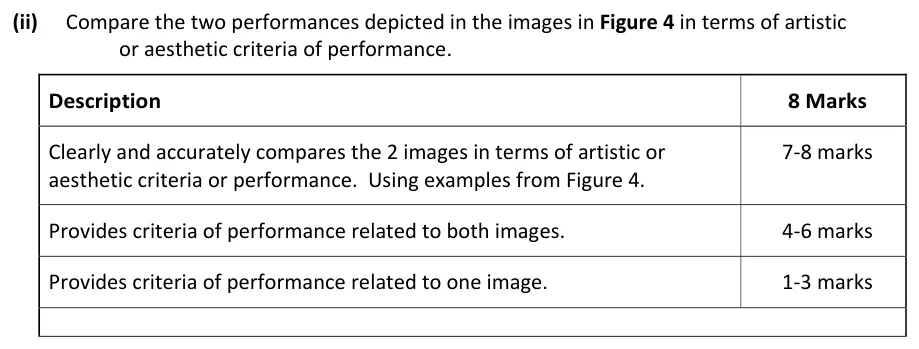 (ii) Compare the two performances depicted in the images in Figure 4 in terms of artistic
or aesthetic criteria of performance.
Description 8 Marks
Clearly and accurately compares the 2 images in terms of artistic or 7-8 marks
aesthetic criteria or performance. Using examples from Figure 4.
Provides criteria of performance related to both images. 4-6 marks
Provides criteria of performance related to one image. 1-3 marks